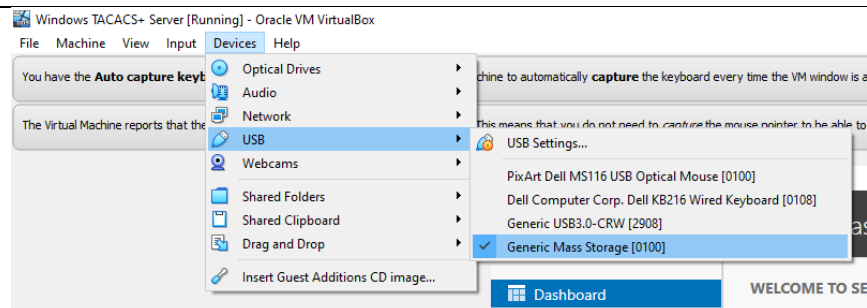 Windows TACACS+ Server [Running] - Oracle VM VirtualBox
File Machine View Input Devices Help
You have the Auto capture keyb
chine to automatically capture the keyboard every time the VM window is a
The Virtual Machine reports that the
This means that you do not need to capture the mouse pointer to be able to
Optical Drives
Audio
Network
USB
Webcams
Shared Folders
Shared Clipboard
Drag and Drop
Insert Guest Additions CD image...
USB Settings...
PixArt Dell MS116 USB Optical Mouse [0100]
Dell Computer Corp. Dell KB216 Wired Keyboard [0108]
Generic USB3.0-CRW [2908]
Generic Mass Storage [0100]
as
Dashboard
WELCOME TO SE